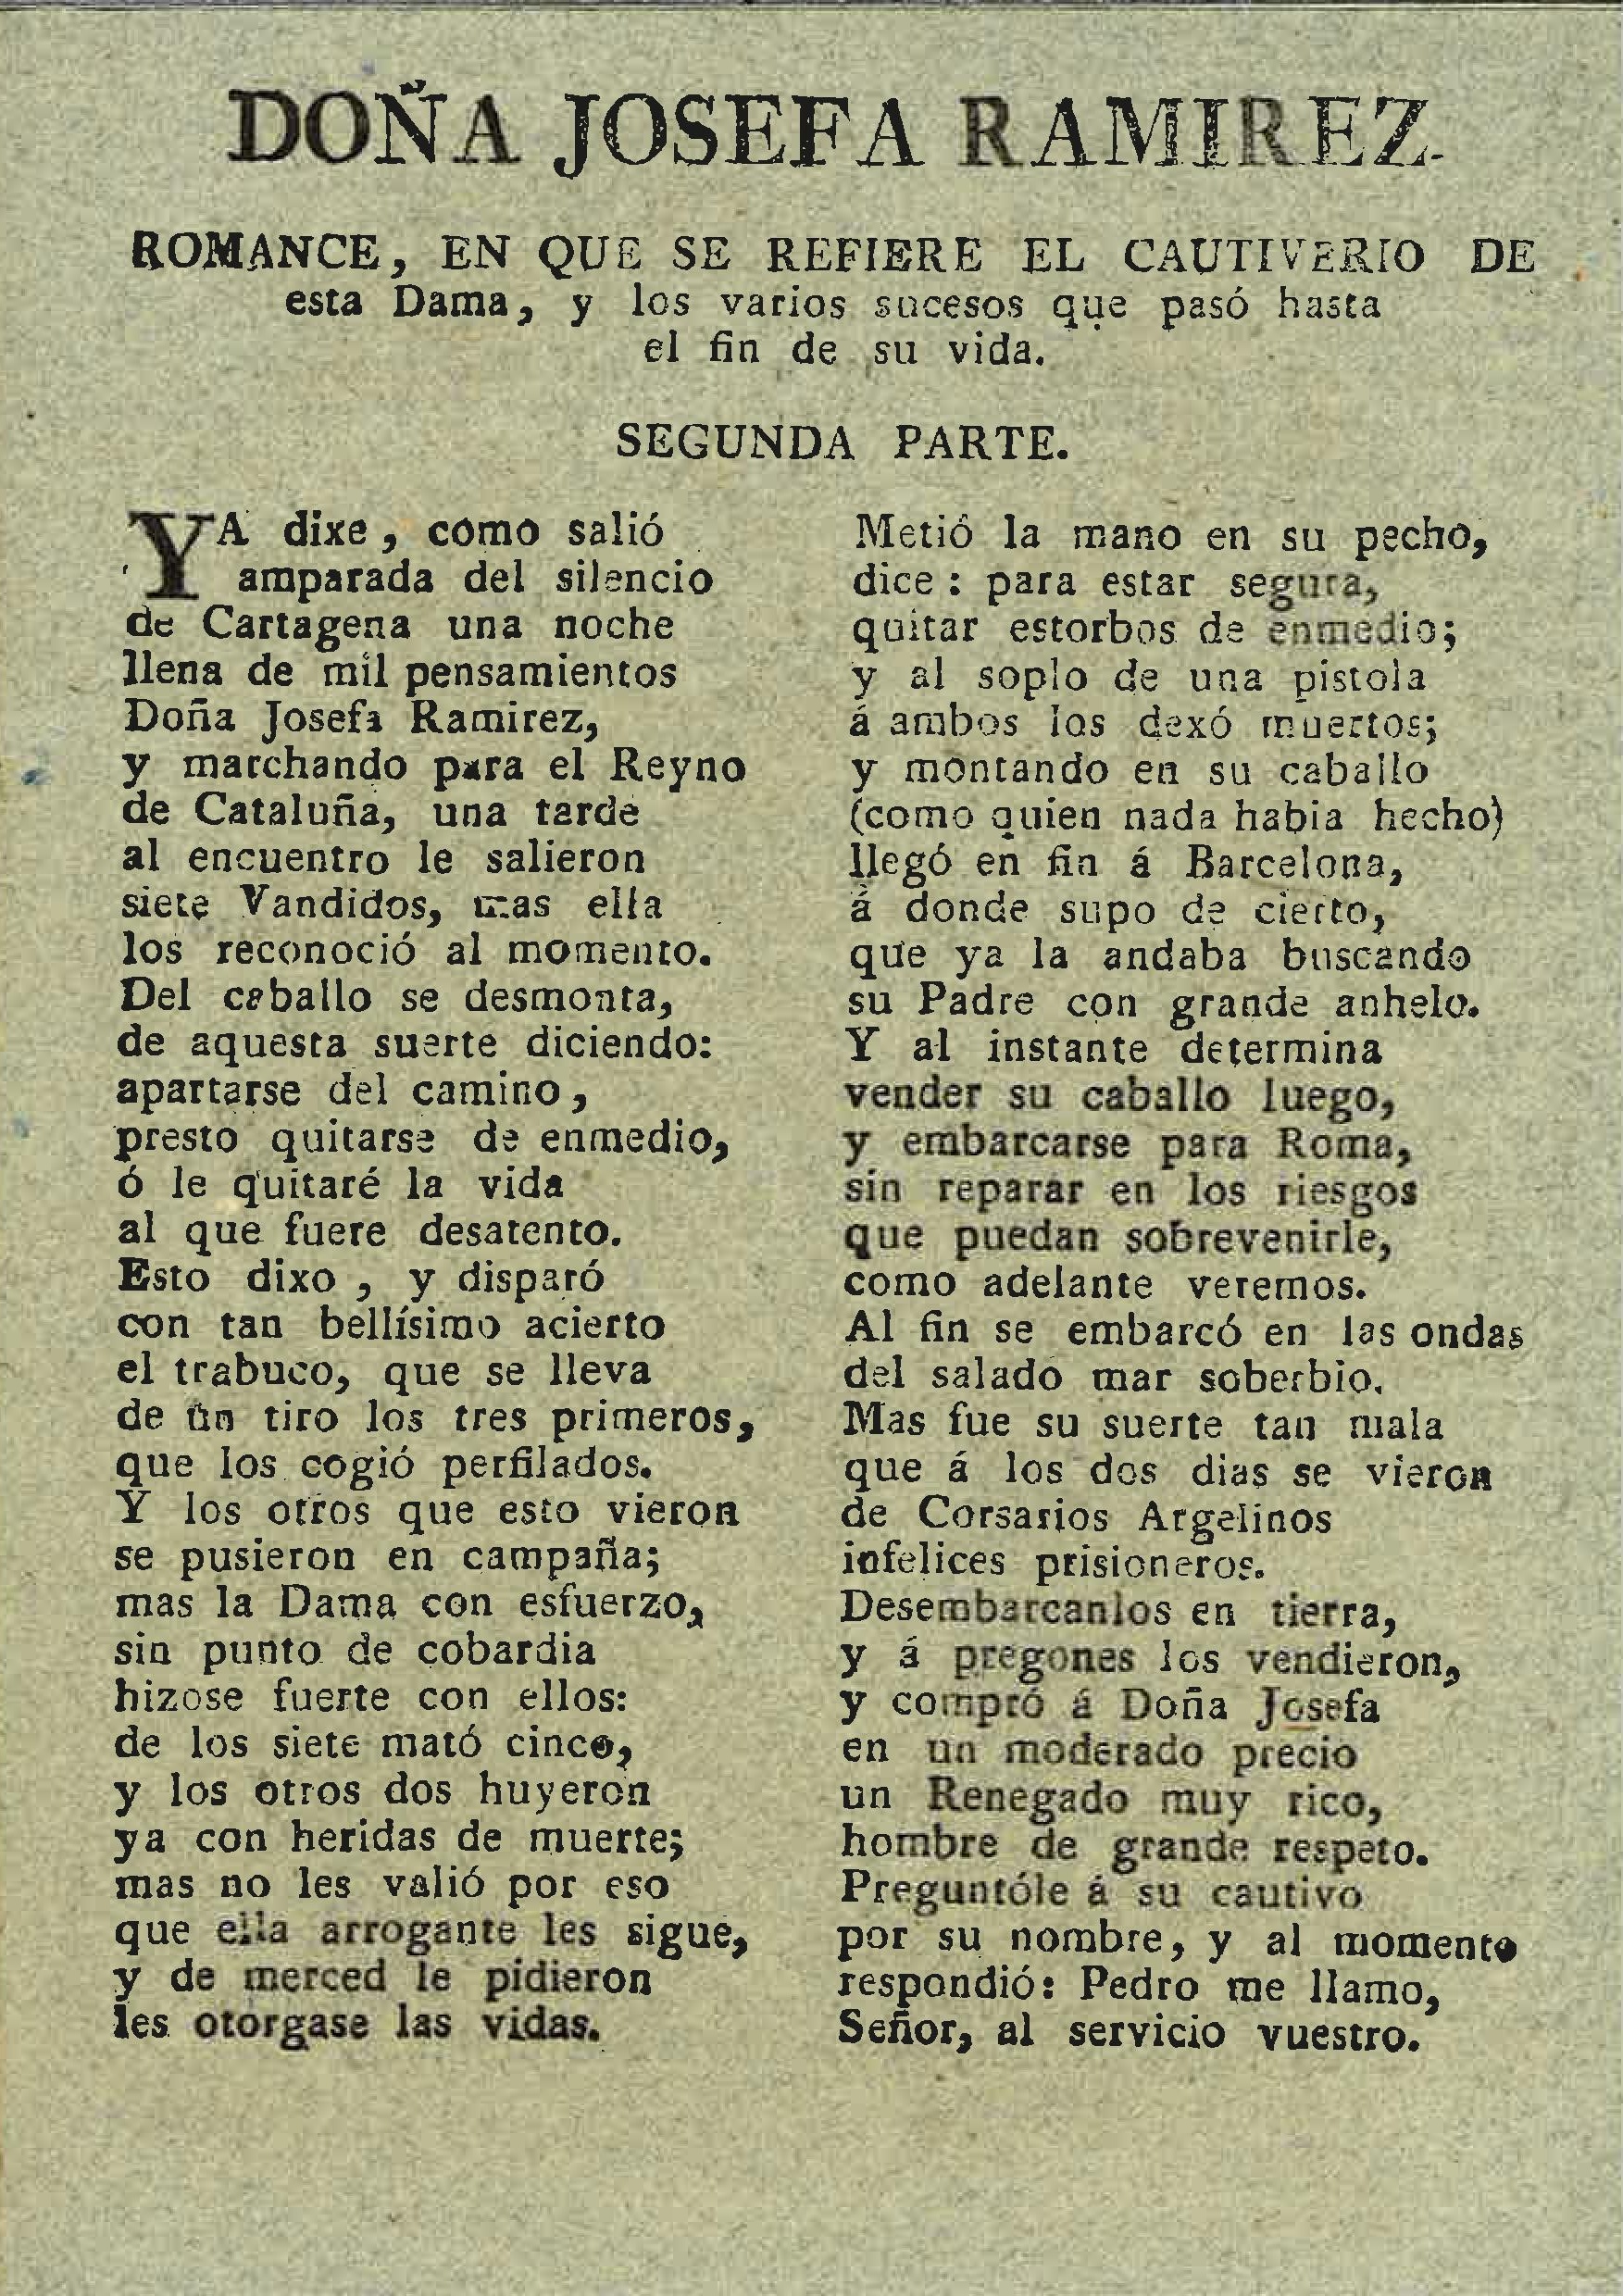 DOÑA JOSEFA RAMIREZ.
ROMANCE, EN QUE SE REFIERE EL CAUTIVERIO DE
esta Dama, y los varios sucesos que pasó hasta
el fin de su vida.
SEGUNDA PARTE.
YA dixe, como salió
amparada del silencio
de Cartagena una noche
llena de mil pensamientos
Doña Josefa Ramirez,
y marchando para el Reyno
de Cataluña, una tarde
al encuentro le salieron
siete Vandidos, mas ella
los reconoció al momento.
Del caballo se desmonta,
de aquesta suerte diciendo:
apartarse del camino,
presto quitarse de enmedio,
ó le quitaré la vida
al que fuere desatento.
Esto dixo, y disparó
con tan bellísimo acierto
el trabuco, que se lleva
de un tiro los tres primeros,
que los cogió perfilados.
Y los otros que esto vieron
se pusieron en campaña;
mas la Dama con esfuerzo,
sin punto de cobardia
hizose fuerte con ellos:
de los siete mató cinco,
y los otros dos huyeron
ya con heridas de muerte;
mas no les valió por eso
que ella arrogante les sigue,
y de merced le pidieron
les otorgase las vidas.
Metió la mano en su pecho,
dice: para estar segura,
quitar estorbos de enmedio;
y al soplo de una pistola
á ambos los dexó muertos;
y montando en su caballo
(como quien nada habia hecho)
llegó en fin á Barcelona,
á donde supo de cierto,
que ya la andaba buscando
su Padre con grande anhelo.
Y al instante determina
vender su caballo luego,
y embarcarse para Roma,
sin reparar en los riesgos
que puedan sobrevenirle,
como adelante veremos.
Al fin se embarcó en las ondas
del salado mar soberbio.
Mas fue su suerte tan mala
que á los dos dias se vieron
de Corsarios Argelinos
infelices prisioneros.
Desembarcanlos en tierra,
y á pregones los vendieron,
y compró á Doña Josefa
en un moderado precio
un Renegado muy rico,
hombre de grande respeto.
Preguntóle á su cautivo
por su nombre, y al momento
respondió: Pedro me llamo,
Señor, al servicio vuestro.